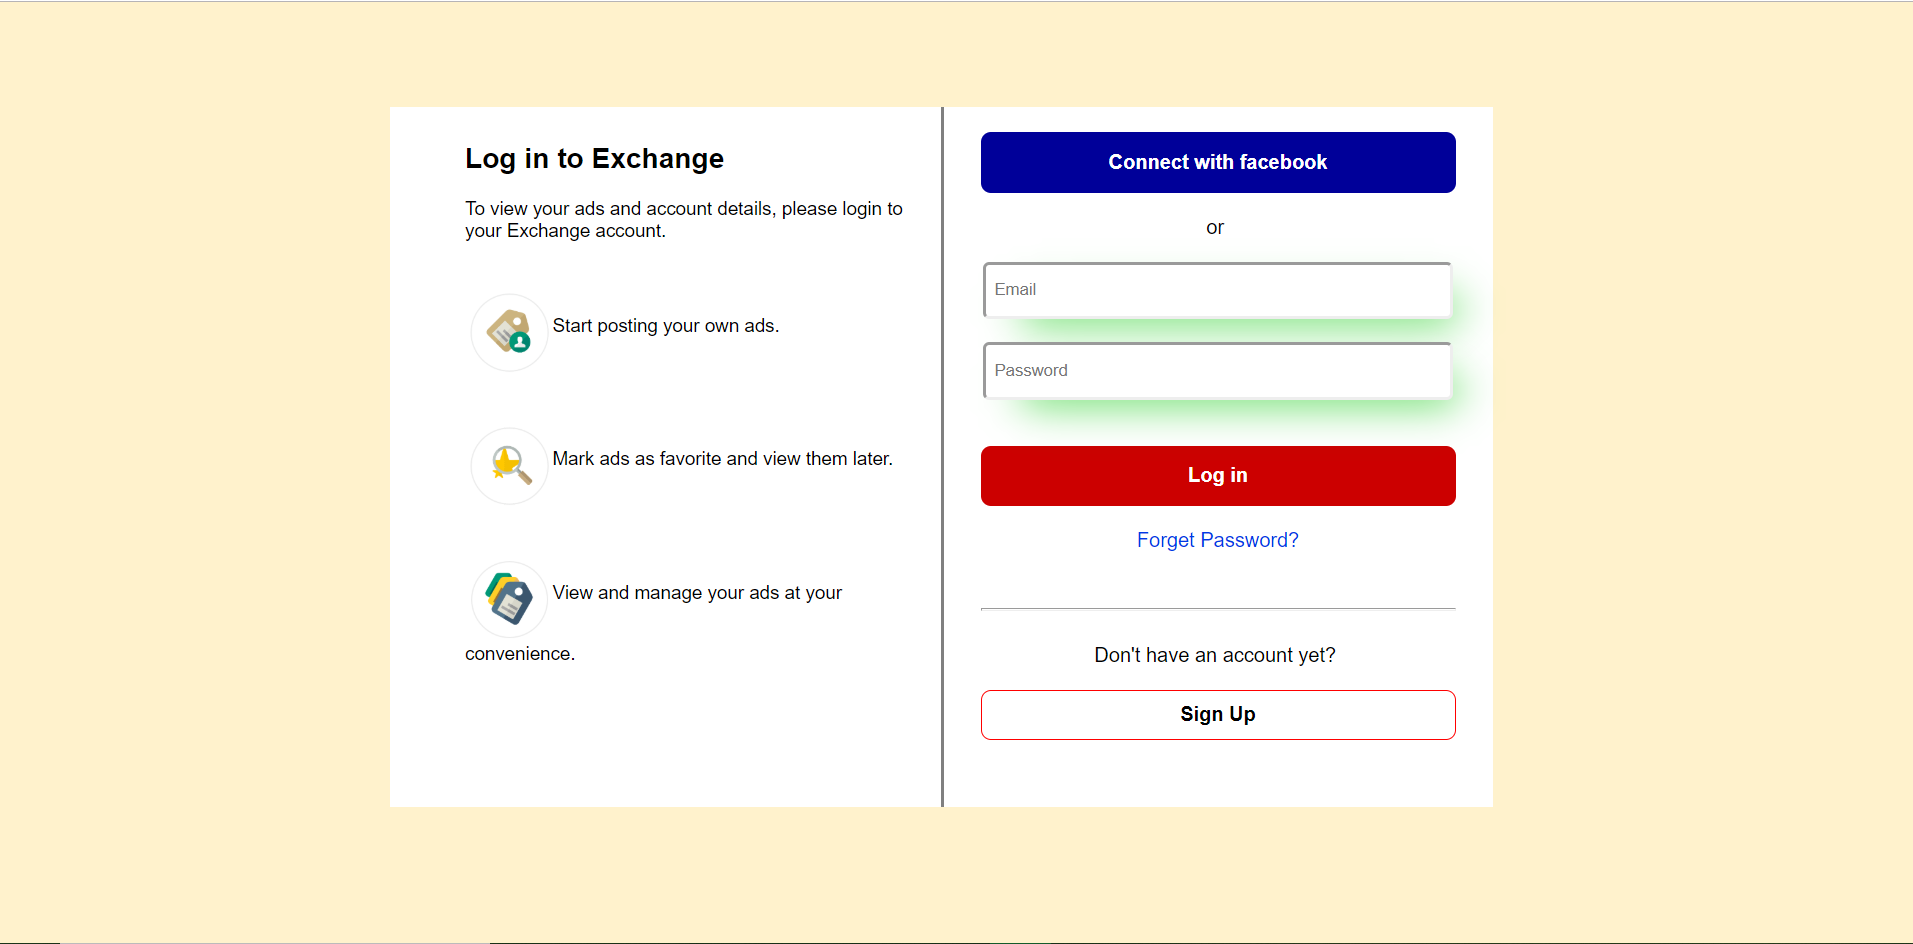 Log in to Exchange
To view your ads and account details, please login to
your Exchange account.
Start posting your own ads.
Mark ads as favorite and view them later.
View and manage your ads at your
convenience.
Connect with facebook
or
Email
Password
Log in
Forget Password?
Don't have an account yet?
Sign Up